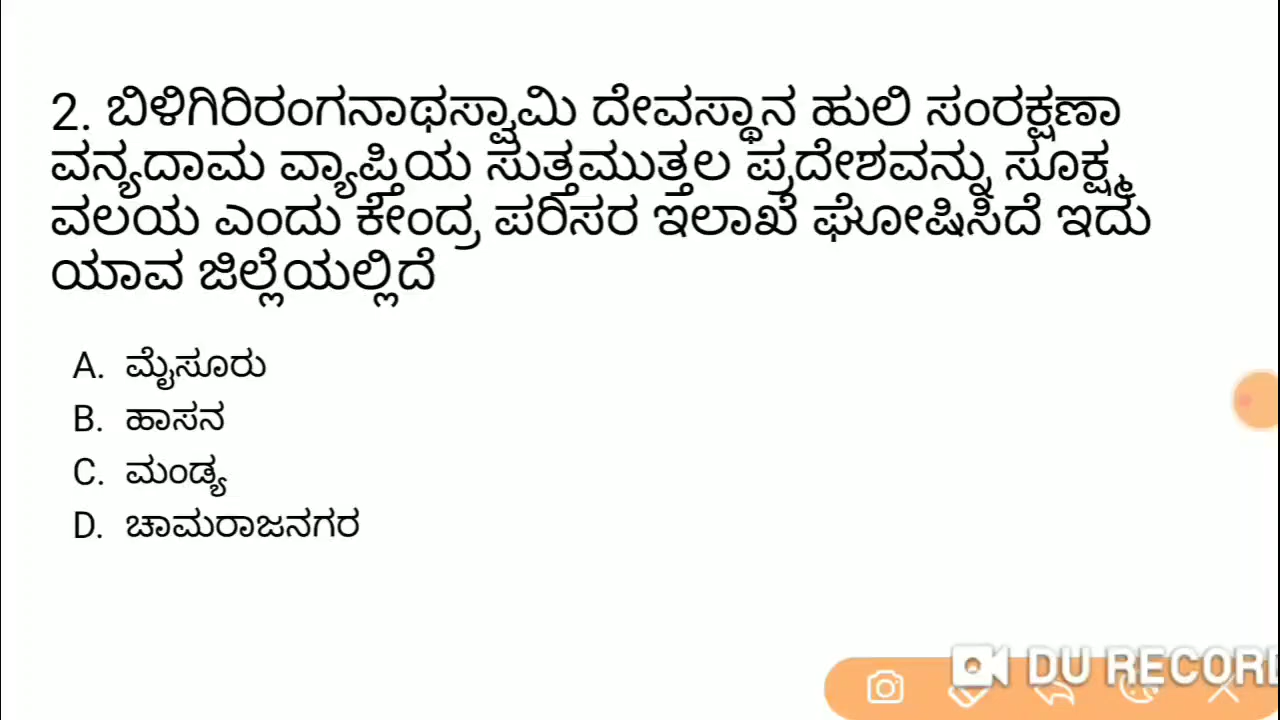 2. ಬಿಳಿಗಿರಿರಂಗನಾಥಸ್ವಾಮಿ ದೇವಸ್ಥಾನ ಹುಲಿ ಸಂರಕ್ಷಣಾ
ವನ್ಯದಾಮ ವ್ಯಾಪ್ತಿಯ ಸುತ್ತಮುತ್ತಲ ಪ್ರದೇಶವನ್ನು ಸೂಕ್ಷ್ಮ
ವಲಯ ಎಂದು ಕೇಂದ್ರ ಪರಿಸರ ಇಲಾಖೆ ಘೋಷಿಸಿದೆ ಇದು
ಯಾವ ಜಿಲ್ಲೆಯಲ್ಲಿದೆ
A. ಮೈಸೂರು
B. ಹಾಸನ
C. ಮಂಡ್ಯ
D. ಚಾಮರಾಜನಗರ
DU RECORD